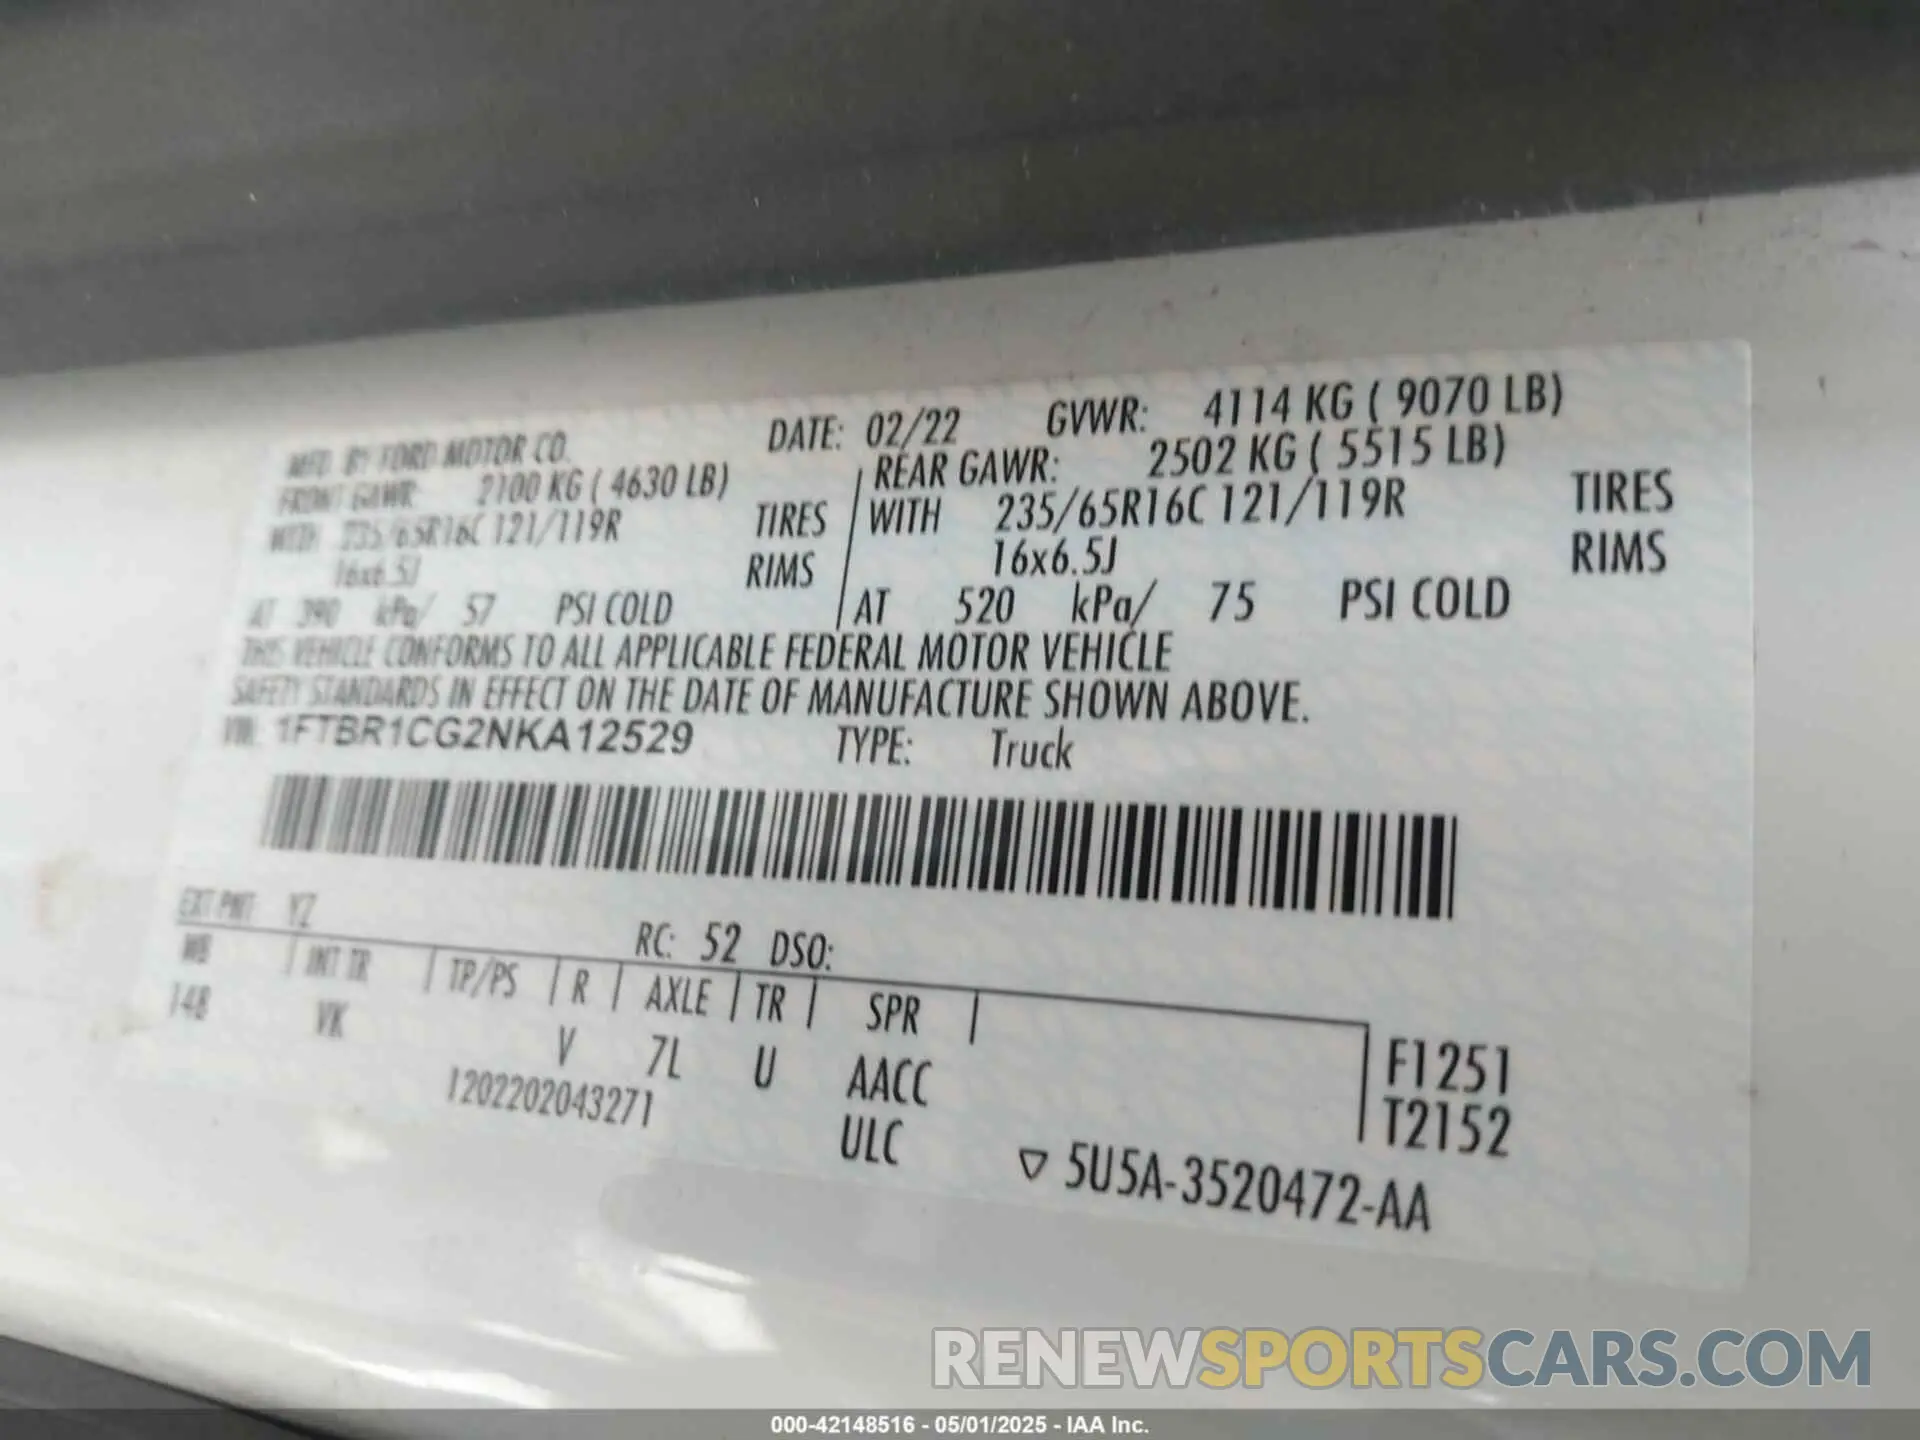 MFD. BY FORD MOTOR CO. DATE: 02/22 GVWR: 4114 KG ( 9070 LB)
FRONT GAWR: 2100 KG ( 4630 LB) REAR GAWR: 2502 KG ( 5515 LB)
WITH 235/65R16C 121/119R TIRES WITH 235/65R16C 121/119R TIRES
16x6.5J RIMS 16x6.5J RIMS
AT 390 kPa/ 57 PSI COLD AT 520 kPa/ 75 PSI COLD
THIS VEHICLE CONFORMS TO ALL APPLICABLE FEDERAL MOTOR VEHICLE
SAFETY STANDARDS IN EFFECT ON THE DATE OF MANUFACTURE SHOWN ABOVE.
VIN: 1FTBR1CG2NKA12529 TYPE: Truck
EXT PNT YZ RC: 52 DSO:
WB INT TR TP/PS R AXLE TR SPR
148 VK V 7L U AACC F1251
1202202043271 ULC T2152
▽ 5U5A-3520472-AA
RENEWSPORTSCARS.COM
000-42148516 - 05/01/2025 - IAA Inc.